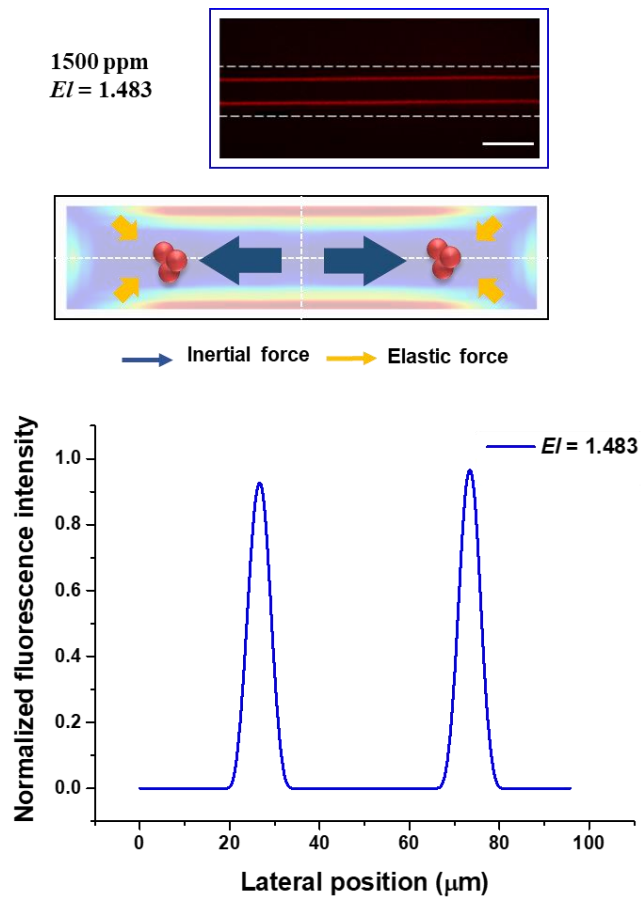 1500 ppm
El = 1.483
Inertial force
Elastic force
El = 1.483
Normalized fluorescence intensity
1.0
0.8
0.6
0.4
0.2
0.0
0
20
40
60
80
100
Lateral position (μm)